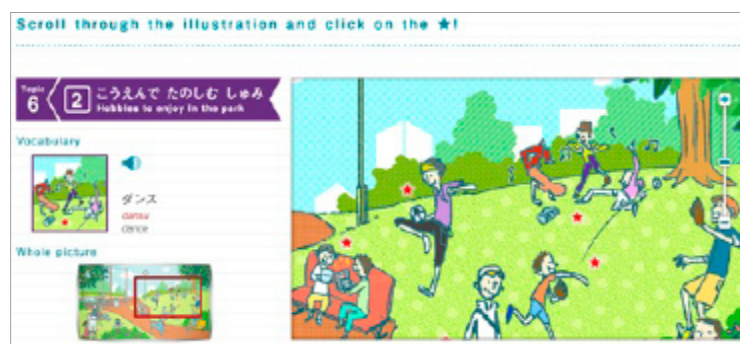 Scroll through the illustration and click on the ★!
Topic 6
2
こうえんで たのしむ しゅみ
Hobbies to enjoy in the park
Vocabulary
ダンス
dansu
dance
Whole picture